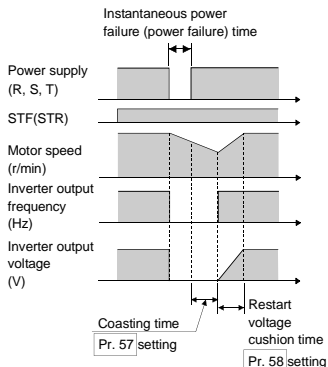 Instantaneous power
failure (power failure) time
Power supply
(R, S, T)
STF(STR)
Motor speed
(r/min)
Inverter output
frequency
(Hz)
Inverter output
voltage
(V)
Coasting time
Pr. 57 setting
Restart
voltage
cushion time
Pr. 58 setting